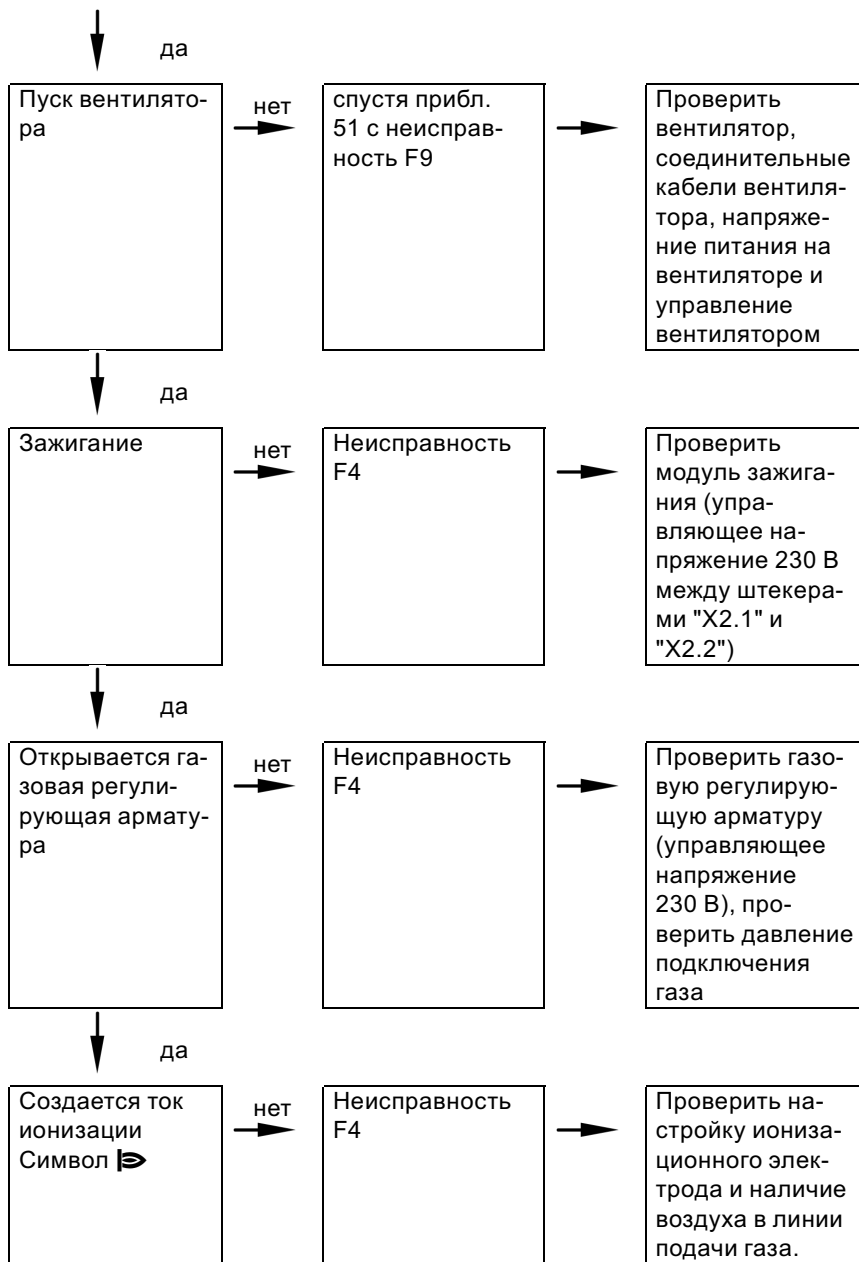 да
Пуск вентилято-
ра
нет
спустя прибл.
51 с неисправ-
ность F9
Проверить
вентилятор,
соединительные
кабели вентиля-
тора, напряже-
ние питания на
вентиляторе и
управление
вентилятором
да
Зажигание
нет
Неисправность
F4
Проверить
модуль зажига-
ния (упра-
вляющее на-
пряжение 230 В
между штекера-
ми "X2.1" и
"X2.2")
да
Открывается га-
зовая регули-
рующая армату-
ра
нет
Неисправность
F4
Проверить газо-
вую регулирую-
щую арматуру
(управляющее
напряжение
230 В), про-
верить давление
подключения
газа
да
Создается ток
ионизации
Символ
нет
Неисправность
F4
Проверить на-
стройку иониза-
ционного элек-
трода и наличие
воздуха в линии
подачи газа.